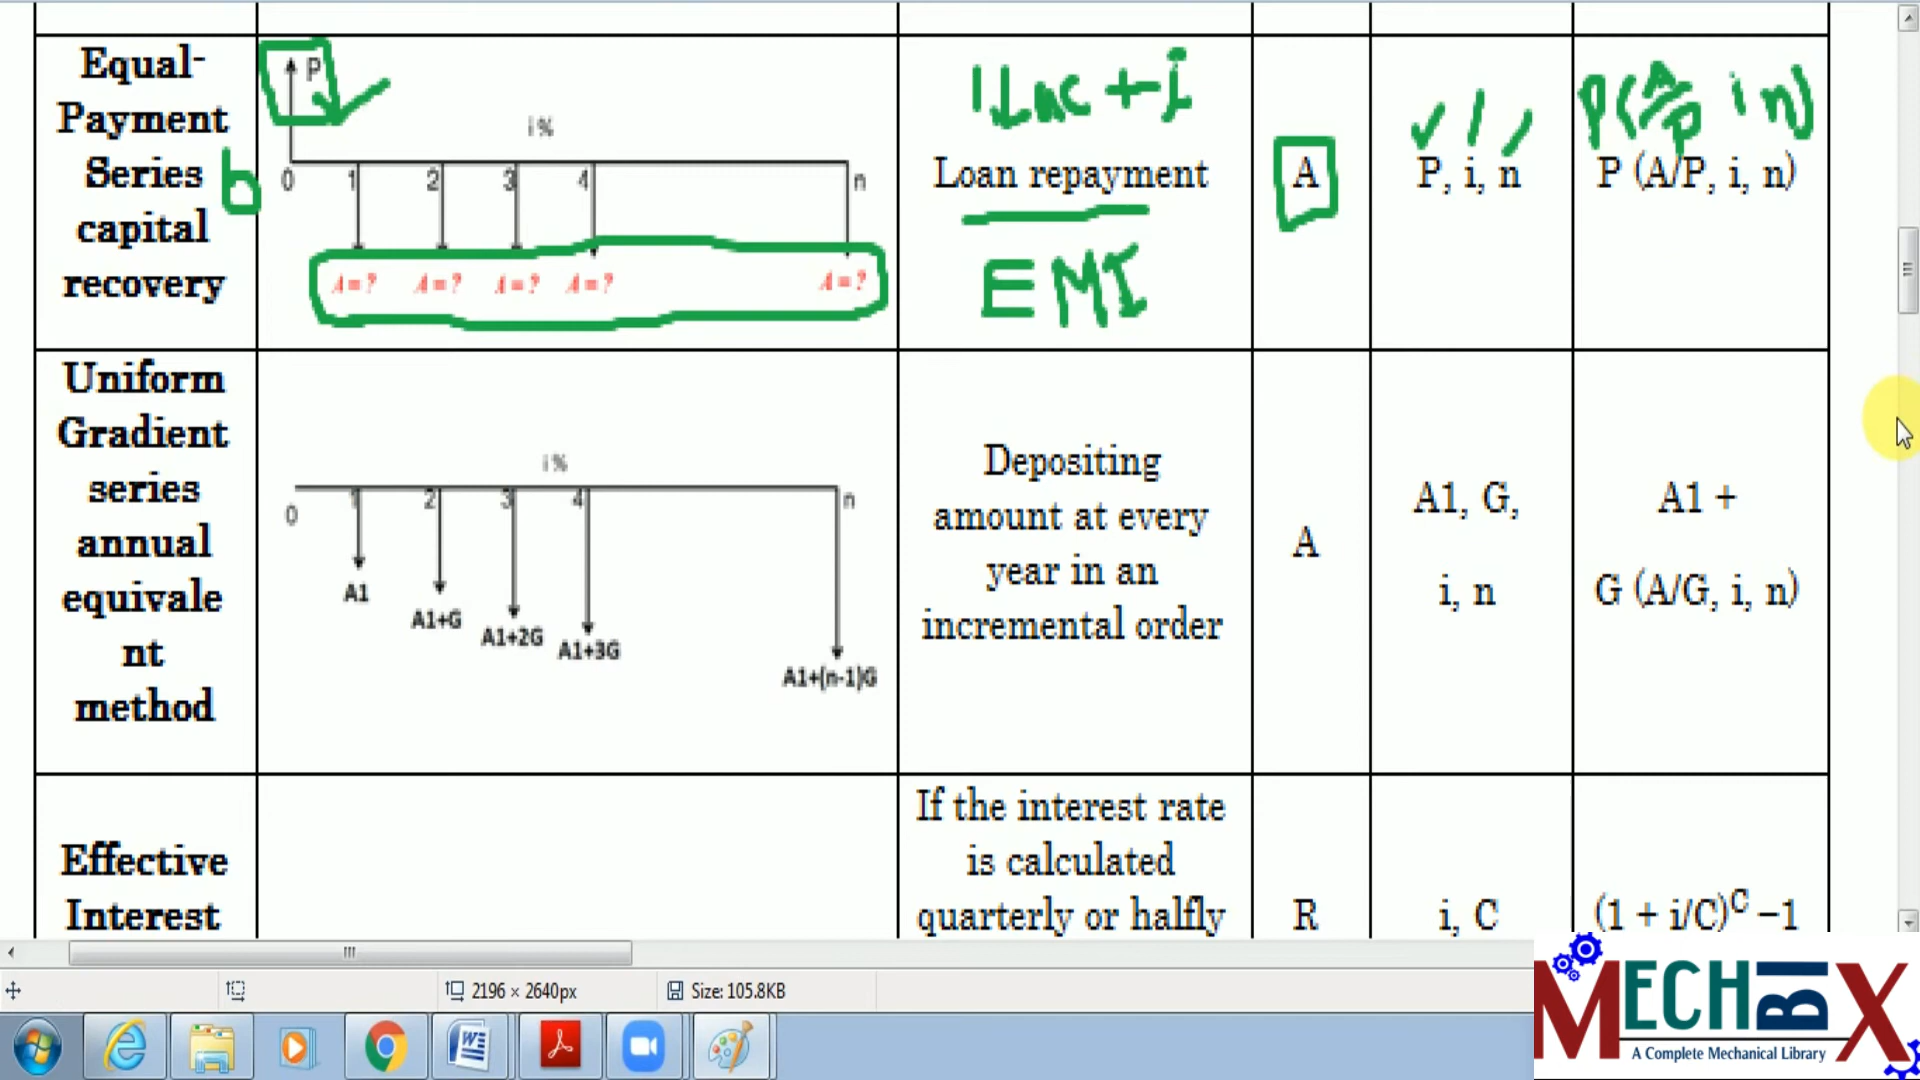 Equal-
Payment
Series
capital
recovery
b
P
i%
0 1 2 3 4 n
A=? A=? A=? A=? A=?
1 Lac + i
Loan repayment
EMI
A
P, i, n
P(A/P i n)
P (A/P, i, n)
Uniform
Gradient
series
annual
equivale
nt
method
i%
0 1 2 3 4 n
A1
A1+G
A1+2G
A1+3G
A1+(n-1)G
Depositing
amount at every
year in an
incremental order
A
A1, G,
i, n
A1 +
G (A/G, i, n)
Effective
Interest
If the interest rate
is calculated
quarterly or halfly
R
i, C
(1 + i/C)^C –1
2196 × 2640px
Size: 105.8KB
MECHBIX
A Complete Mechanical Library